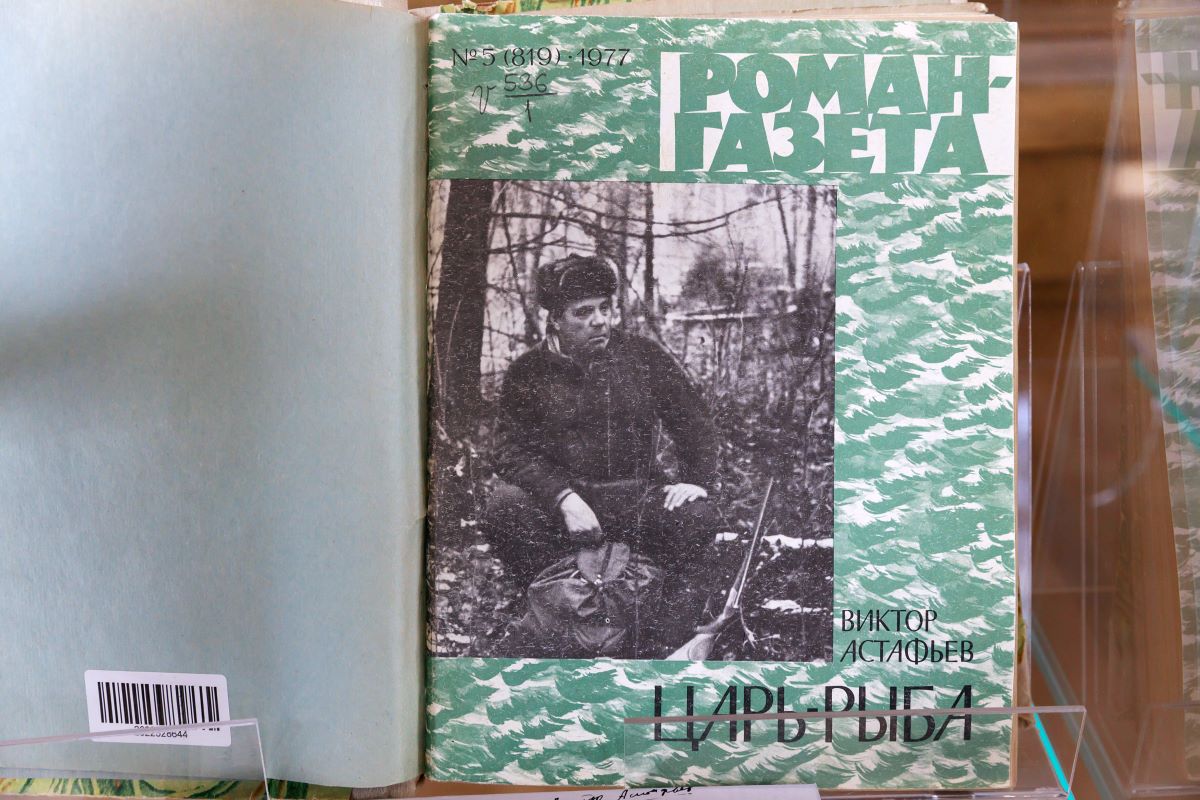 №5 (819)·1977
536
1
РОМАН-
ГАЗЕТА
ВИКТОР
АСТАФЬЕВ
ЦАРЬ-РЫБА